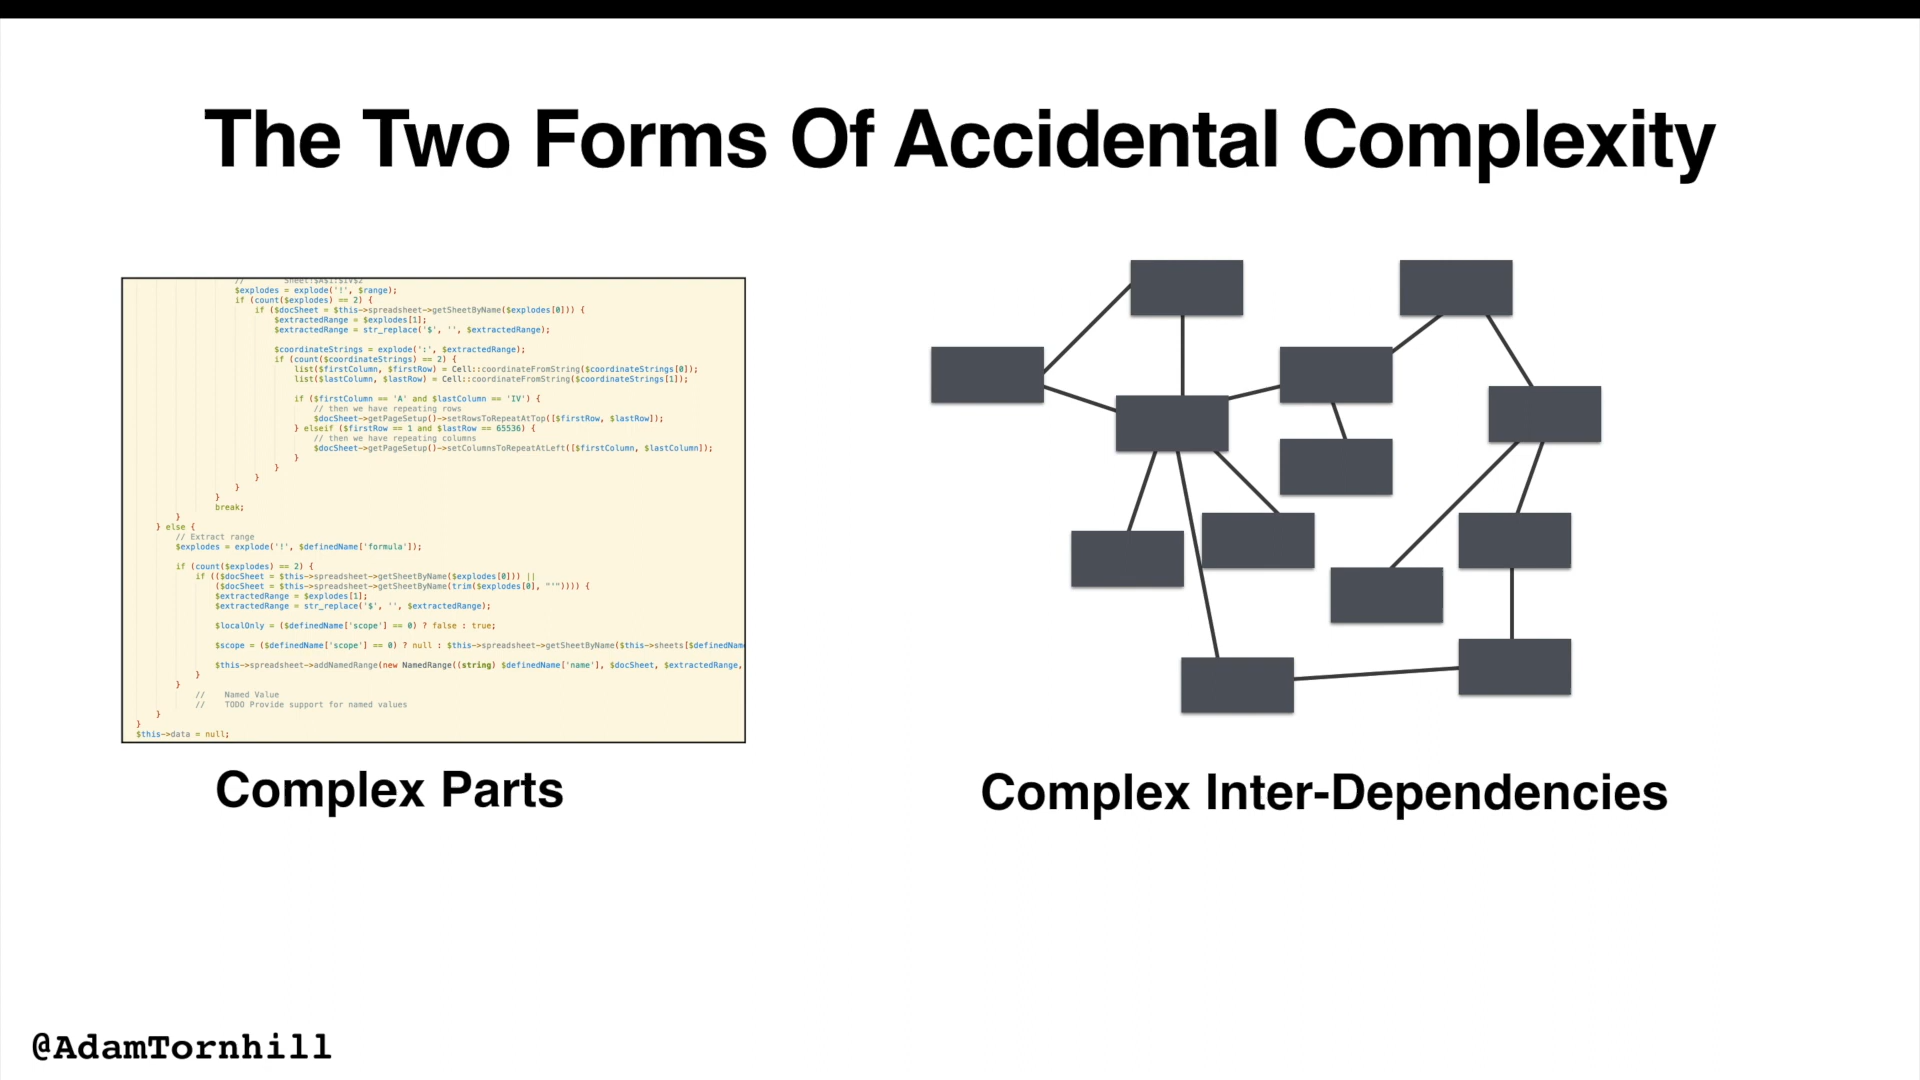 The Two Forms Of Accidental Complexity
$explodes = explode('!', $range);
if (count($explodes) == 2) {
if ($docSheet = $this->spreadsheet->getSheetByName($explodes[0])) {
$extractedRange = $explodes[1];
$extractedRange = str_replace('$', '', $extractedRange);
$coordinateStrings = explode(':', $extractedRange);
if (count($coordinateStrings) == 2) {
list($firstColumn, $firstRow) = Cell::coordinateFromString($coordinateStrings[0]);
list($lastColumn, $lastRow) = Cell::coordinateFromString($coordinateStrings[1]);
if ($firstColumn == 'A' and $lastColumn == 'IV') {
// then we have repeating rows
$docSheet->getPageSetup()->setRowsToRepeatAtTop([$firstRow, $lastRow]);
} elseif ($firstRow == 1 and $lastRow == 65536) {
// then we have repeating columns
$docSheet->getPageSetup()->setColumnsToRepeatAtLeft([$firstColumn, $lastColumn]);
}
}
}
}
}
break;
}
} else {
// Extract range
$explodes = explode('!', $definedName['formula']);
if (count($explodes) == 2) {
if (($docSheet = $this->spreadsheet->getSheetByName($explodes[0])) ||
($docSheet = $this->spreadsheet->getSheetByName(trim($explodes[0], "'")))) {
$extractedRange = $explodes[1];
$extractedRange = str_replace('$', '', $extractedRange);
$localOnly = ($definedName['scope'] == 0) ? false : true;
$scope = ($definedName['scope'] == 0) ? null : $this->spreadsheet->getSheetByName($this->sheets[$definedNam
$this->spreadsheet->addNamedRange(new NamedRange((string) $definedName['name'], $docSheet, $extractedRange,
}
}
// Named Value
// TODO Provide support for named values
}
}
$this->data = null;
Complex Parts
Complex Inter-Dependencies
@AdamTornhill